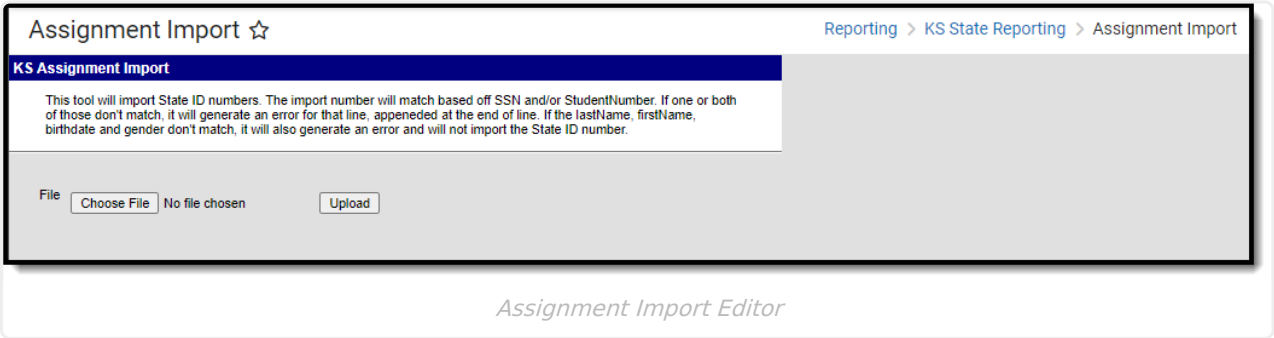 Assignment Import ☆
Reporting > KS State Reporting > Assignment Import
KS Assignment Import
This tool will import State ID numbers. The import number will match based off SSN and/or StudentNumber. If one or both
of those don't match, it will generate an error for that line, appeneded at the end of line. If the lastName, firstName,
birthdate and gender don't match, it will also generate an error and will not import the State ID number.
File Choose File No file chosen Upload
Assignment Import Editor